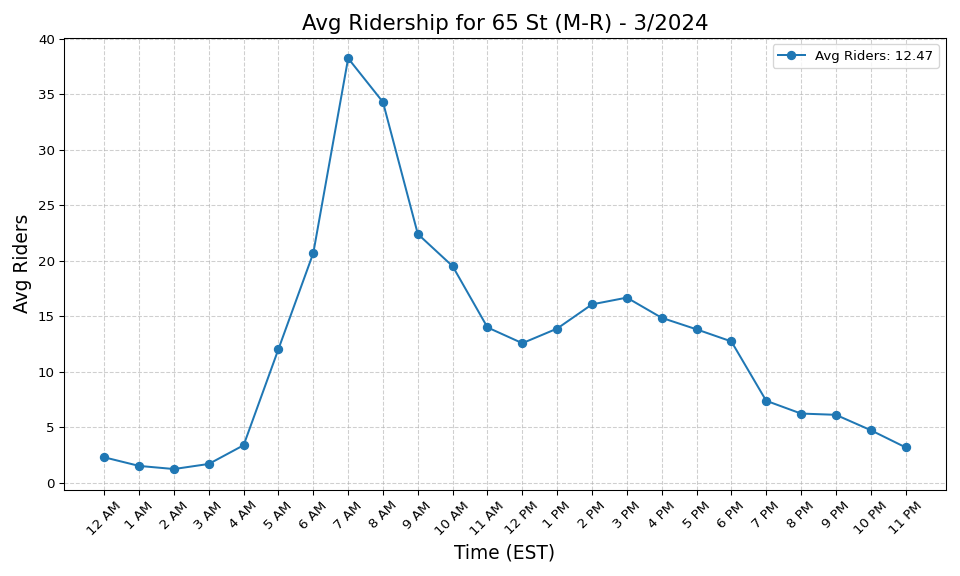 Avg Ridership for 65 St (M-R) - 3/2024
Avg Riders: 12.47
Avg Riders
40
35
30
25
20
15
10
5
0
12 AM
1 AM
2 AM
3 AM
4 AM
5 AM
6 AM
7 AM
8 AM
9 AM
10 AM
11 AM
12 PM
1 PM
2 PM
3 PM
4 PM
5 PM
6 PM
7 PM
8 PM
9 PM
10 PM
11 PM
Time (EST)